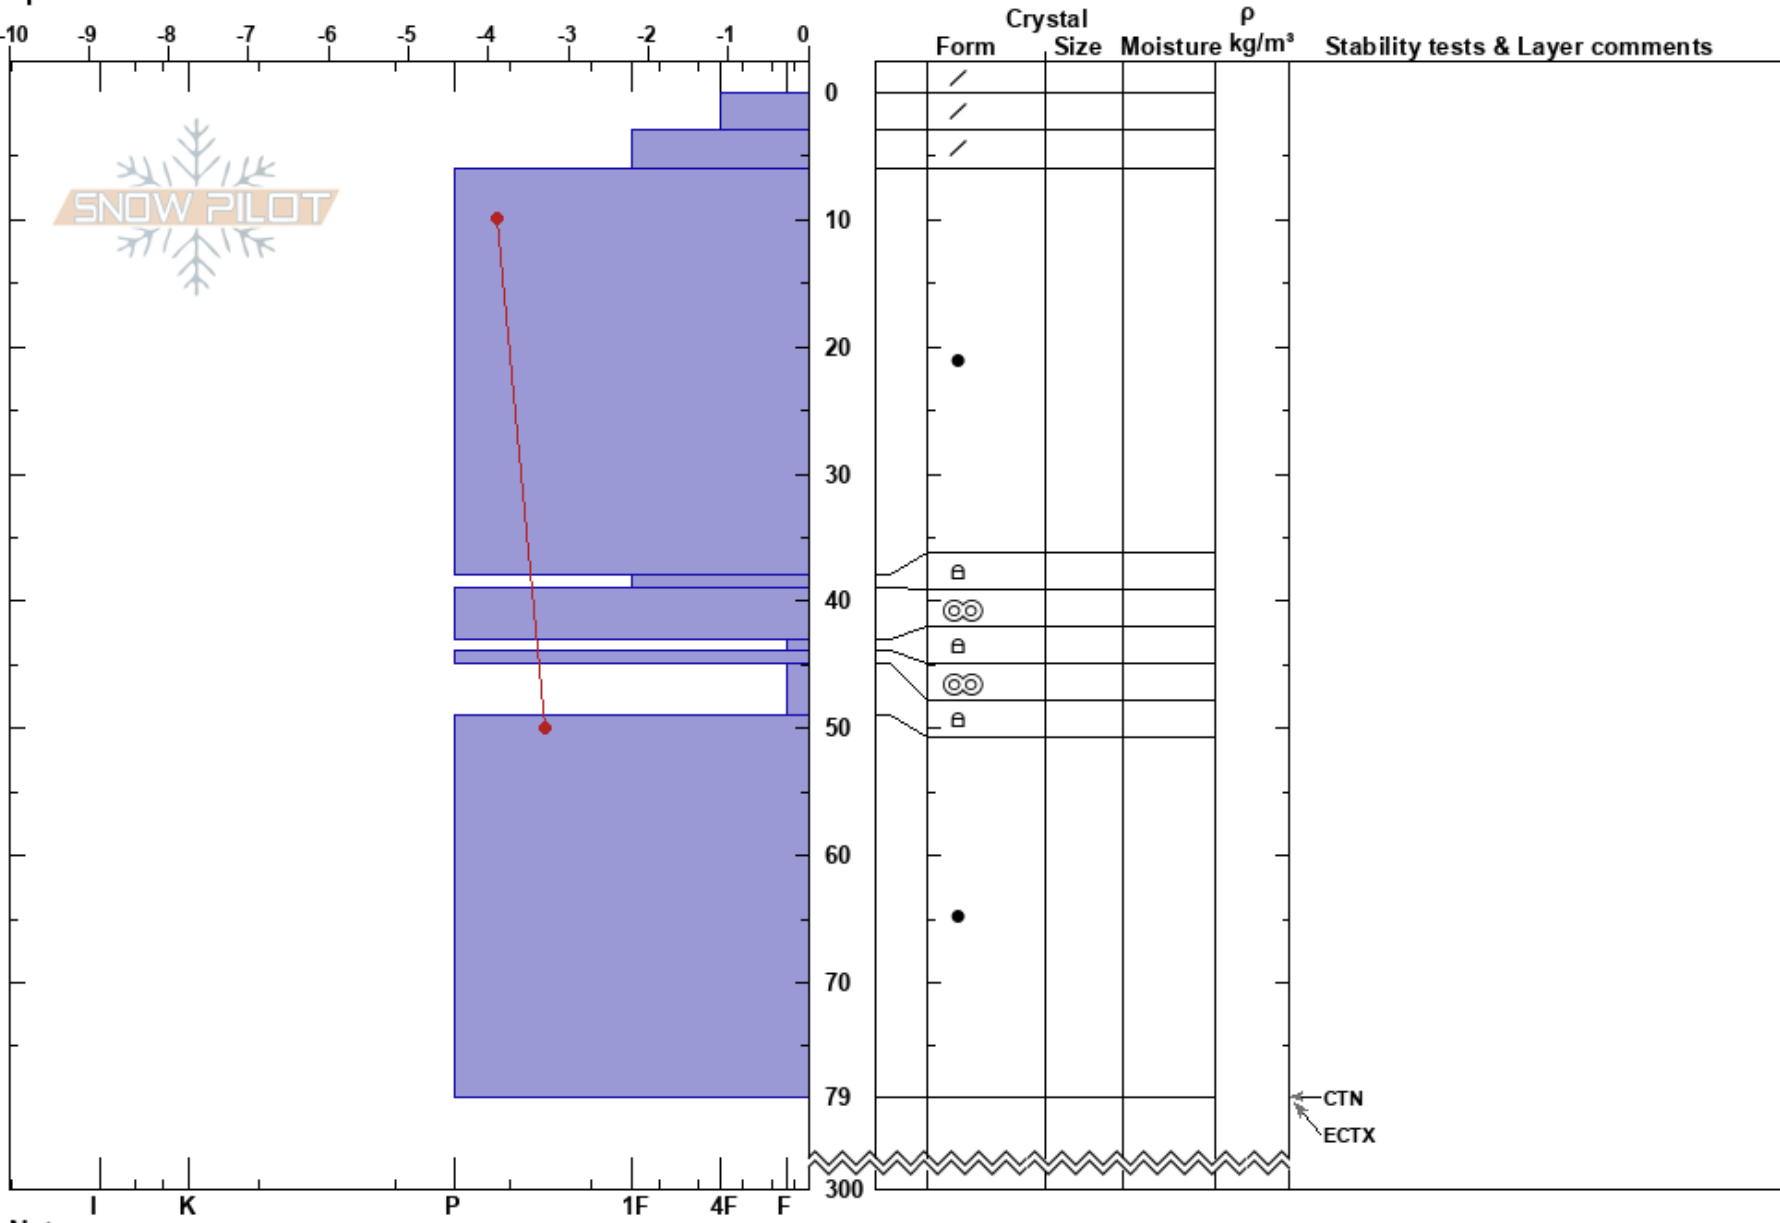 -10 -9 -8 -7 -6 -5 -4 -3 -2 -1 0
Crystal ρ
Form Size Moisture kg/m³ Stability tests & Layer comments
0
SNOW PILOT
10
20
30
40
50
60
70
79 CTN
ECTX
300
I K P 1F 4F F